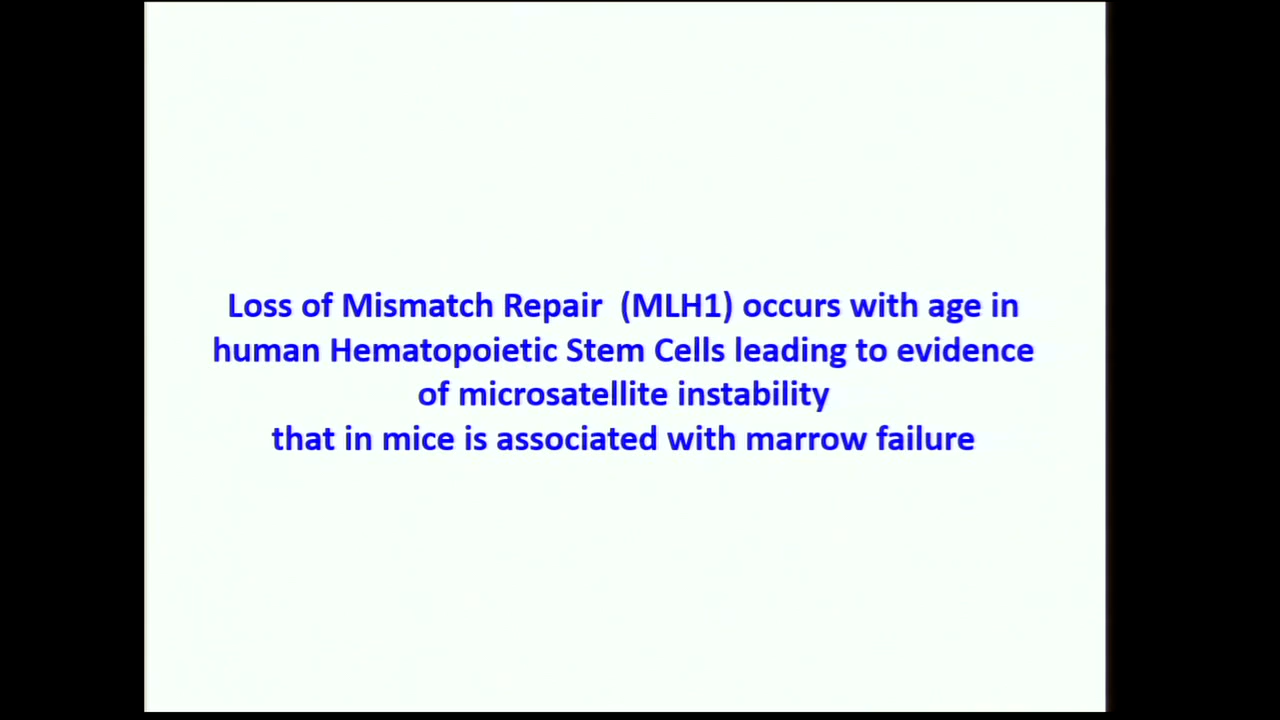 Loss of Mismatch Repair (MLH1) occurs with age in
human Hematopoietic Stem Cells leading to evidence
of microsatellite instability
that in mice is associated with marrow failure